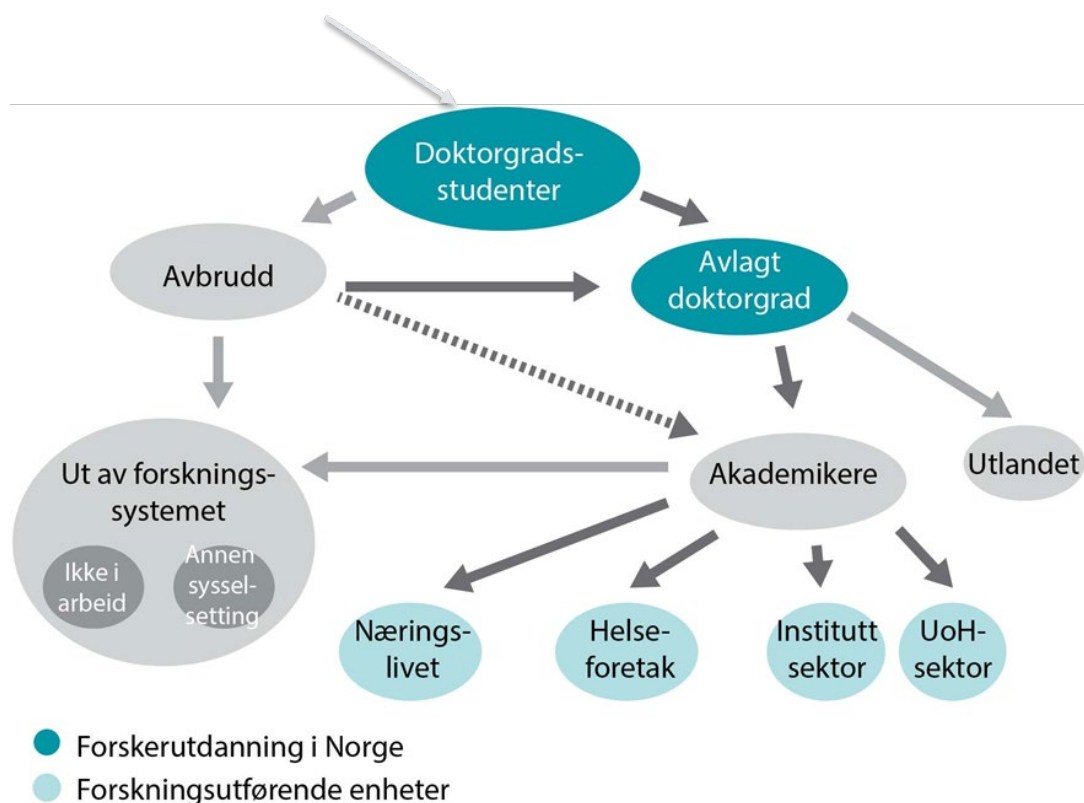 Doktorgrads-
studenter
Avbrudd
Avlagt
doktorgrad
Ut av forsknings-
systemet
Ikke i
arbeid
Annen
syssel-
setting
Akademikere
Utlandet
Nærings-
livet
Helse-
foretak
Institutt
sektor
UoH-
sektor
Forskerutdanning i Norge
Forskningsutførende enheter